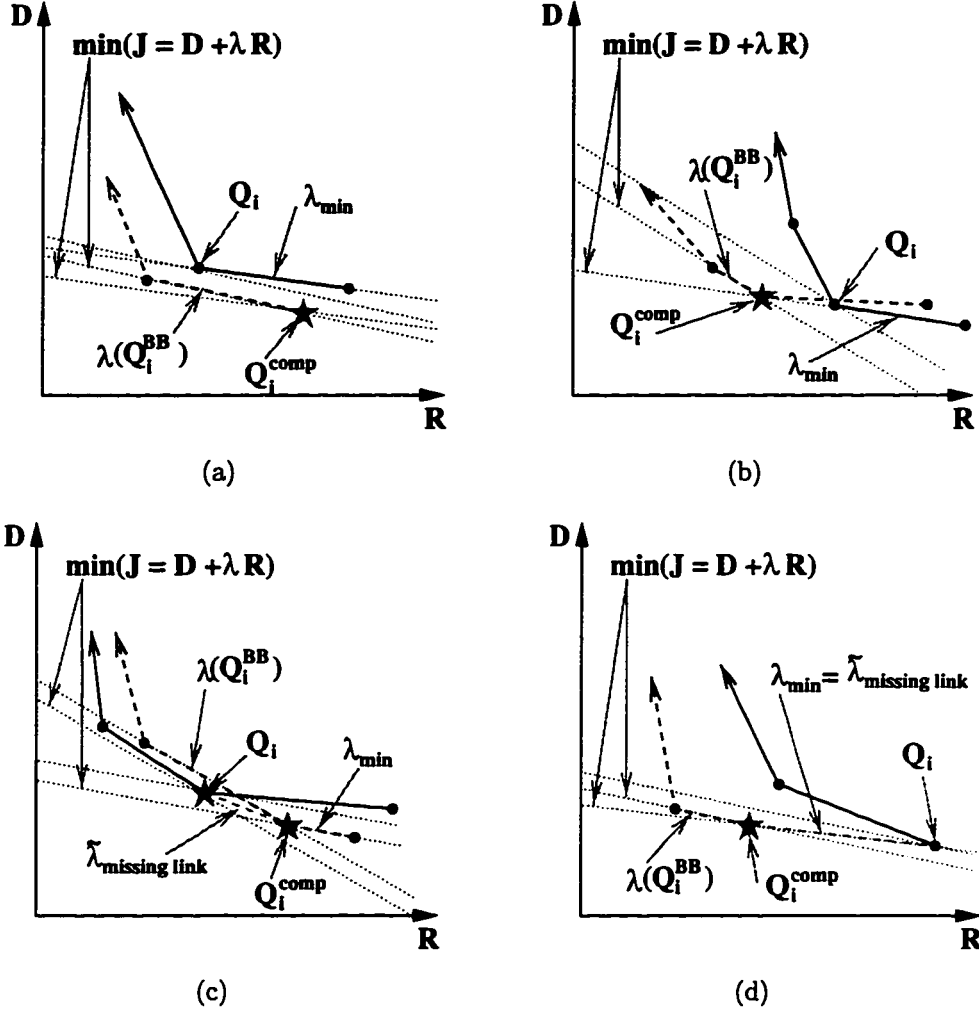 D
min(J = D +λ R)
Q_i
λ_min
λ(Q_i^BB)
Q_i^comp
R
(a)
D
min(J = D +λ R)
λ(Q_i^BB)
Q_i
Q_i^comp
λ_min
R
(b)
D
min(J = D +λ R)
λ(Q_i^BB)
Q_i
λ_min
λ̃_missing link
Q_i^comp
R
(c)
D
min(J = D +λ R)
λ_min = λ̃_missing link
Q_i
λ(Q_i^BB)
Q_i^comp
R
(d)